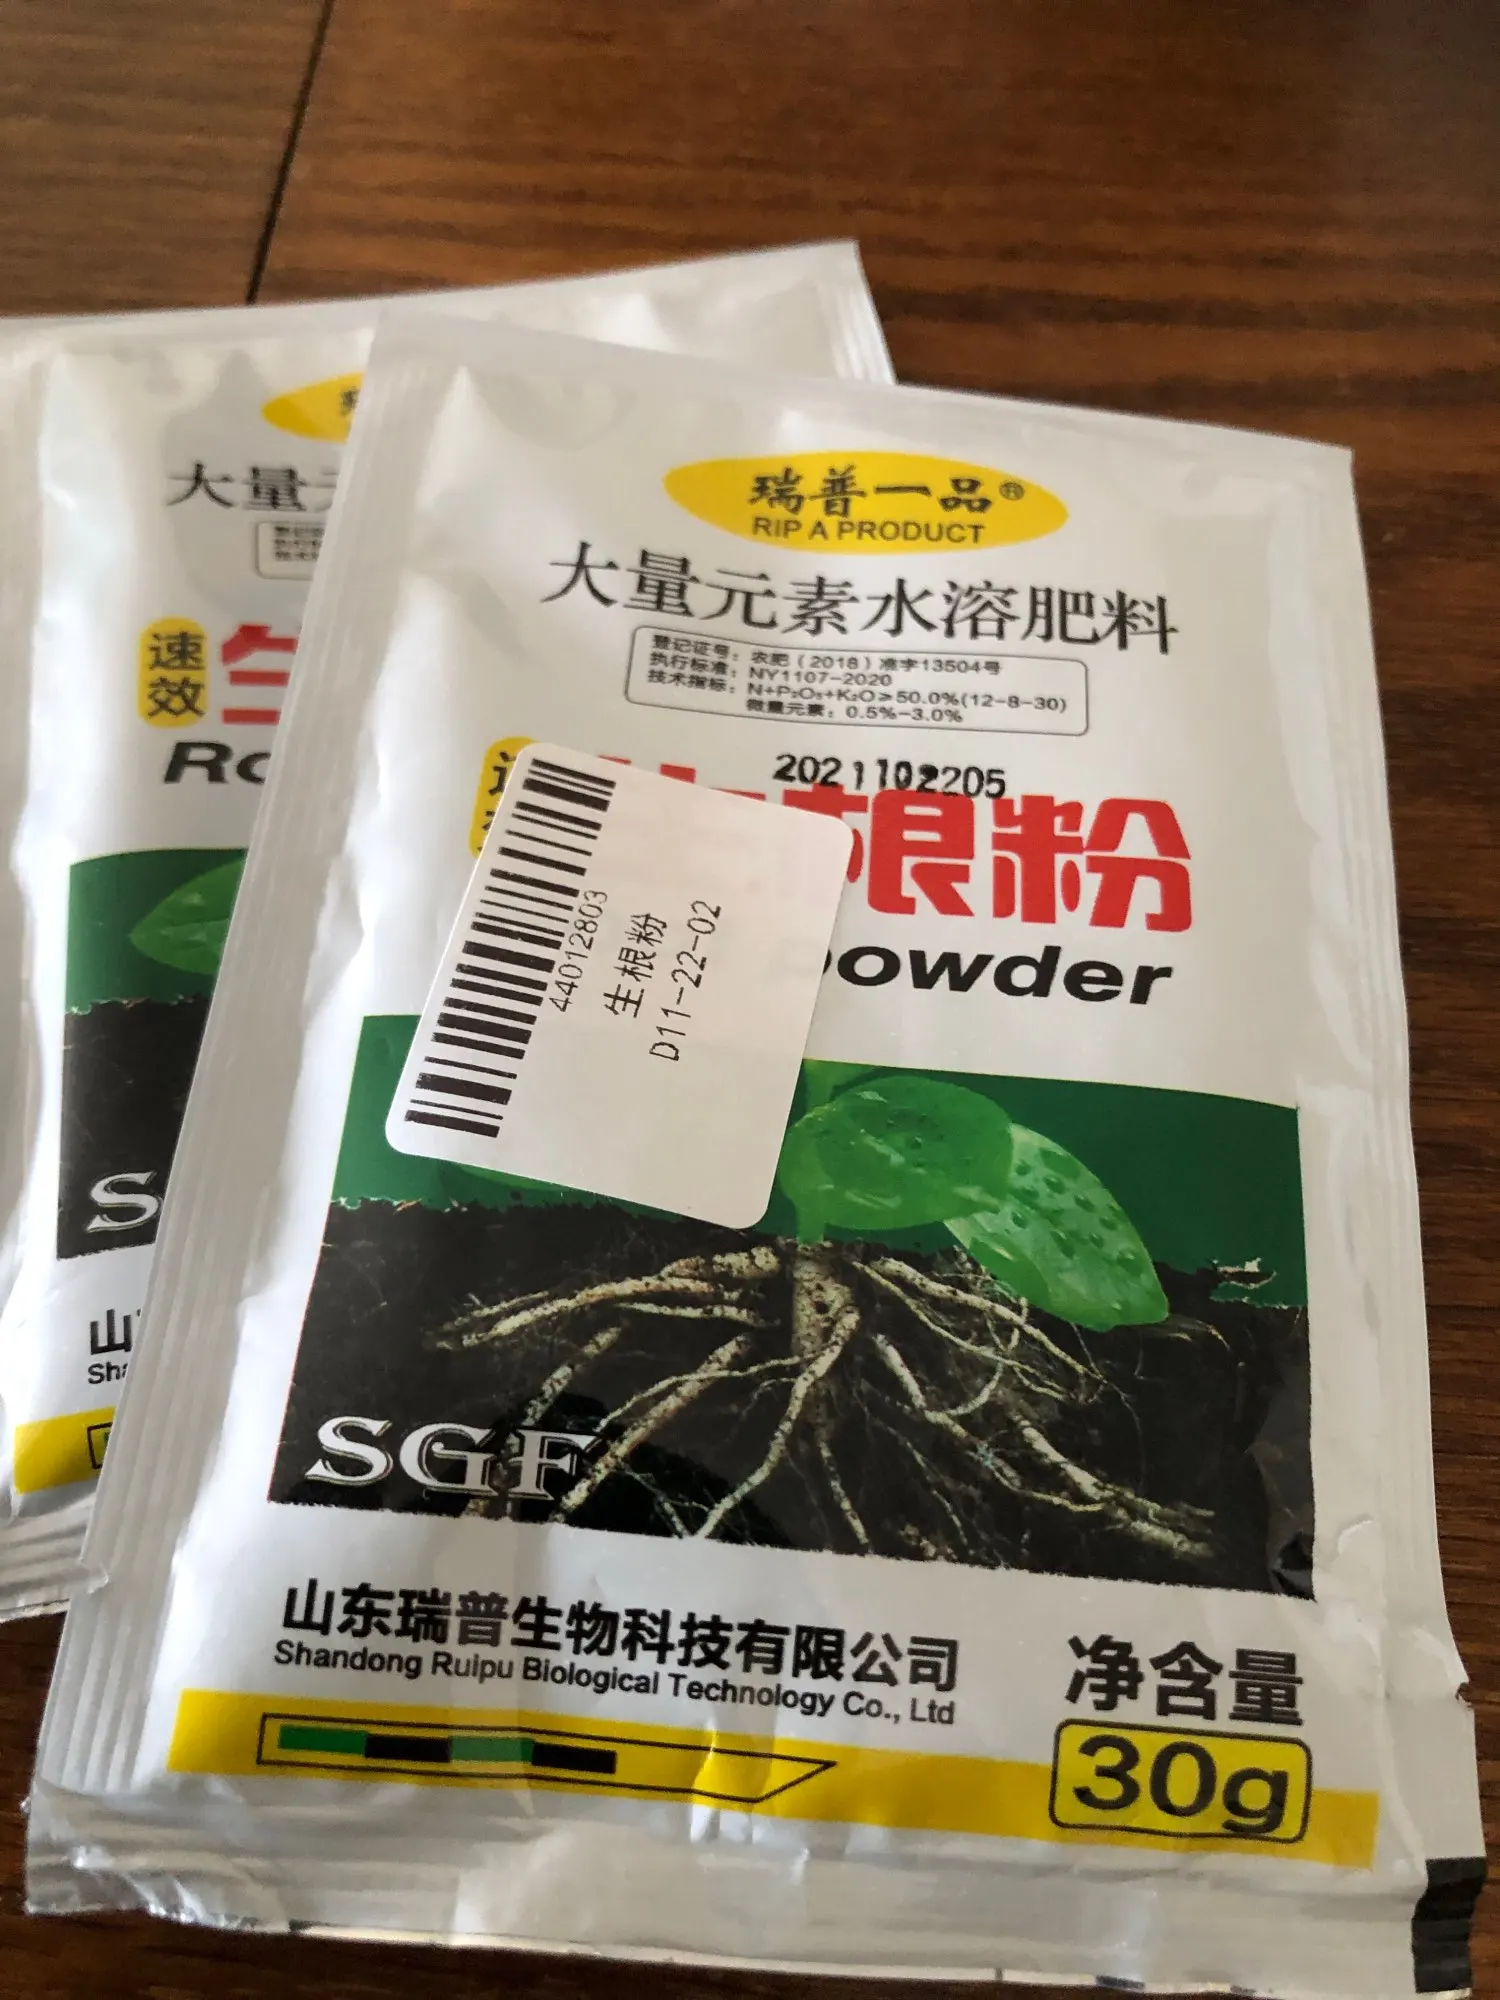 瑞普一品®
RIP A PRODUCT
大量元素水溶肥料
登记证号：农肥（2018）准字13504号
执行标准：NY1107-2020
技术指标：N+P₂O₅+K₂O≥50.0%(12-8-30)
微量元素：0.5%-3.0%
2021102205
根粉
powder
44012803
生根粉
D11-22-02
SGF
山东瑞普生物科技有限公司
Shandong Ruipu Biological Technology Co., Ltd
净含量
30g
大量元
速效
Ro
S
山
Sha